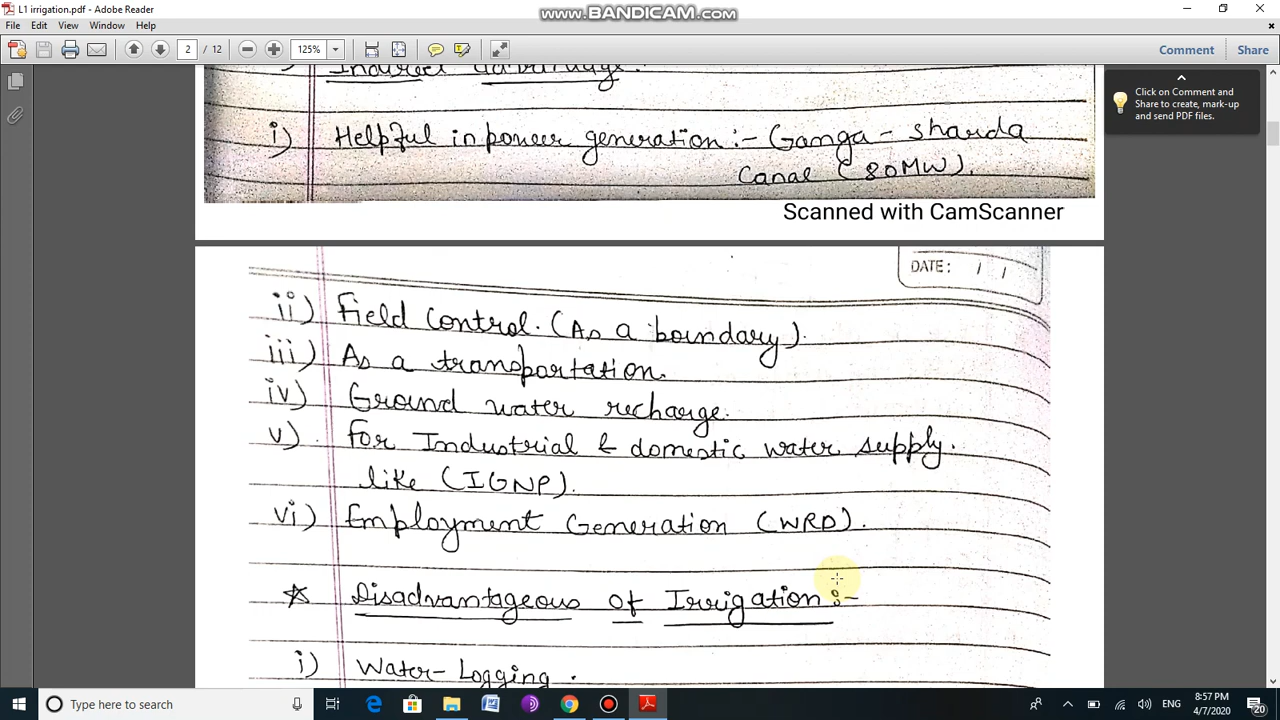 L1 irrigation.pdf - Adobe Reader
www.BANDICAM.com
File Edit View Window Help
2 / 12 125% Comment Share
Click on Comment and
Share to create, mark-up
and send PDF files.
Indirect advantage :
i) Helpful in power generation :- Ganga - Sharda
Canal (80MW).
Scanned with CamScanner
DATE: / /
ii) Field Control. (As a boundary).
iii) As a transportation.
iv) Ground water recharge.
v) For Industrial & domestic water supply.
like (IGNP).
vi) Employment Generation (WRD).
☆ Disadvantageous of Irrigation :-
i) Water-Logging.
Type here to search
ENG
8:57 PM
4/7/2020
20